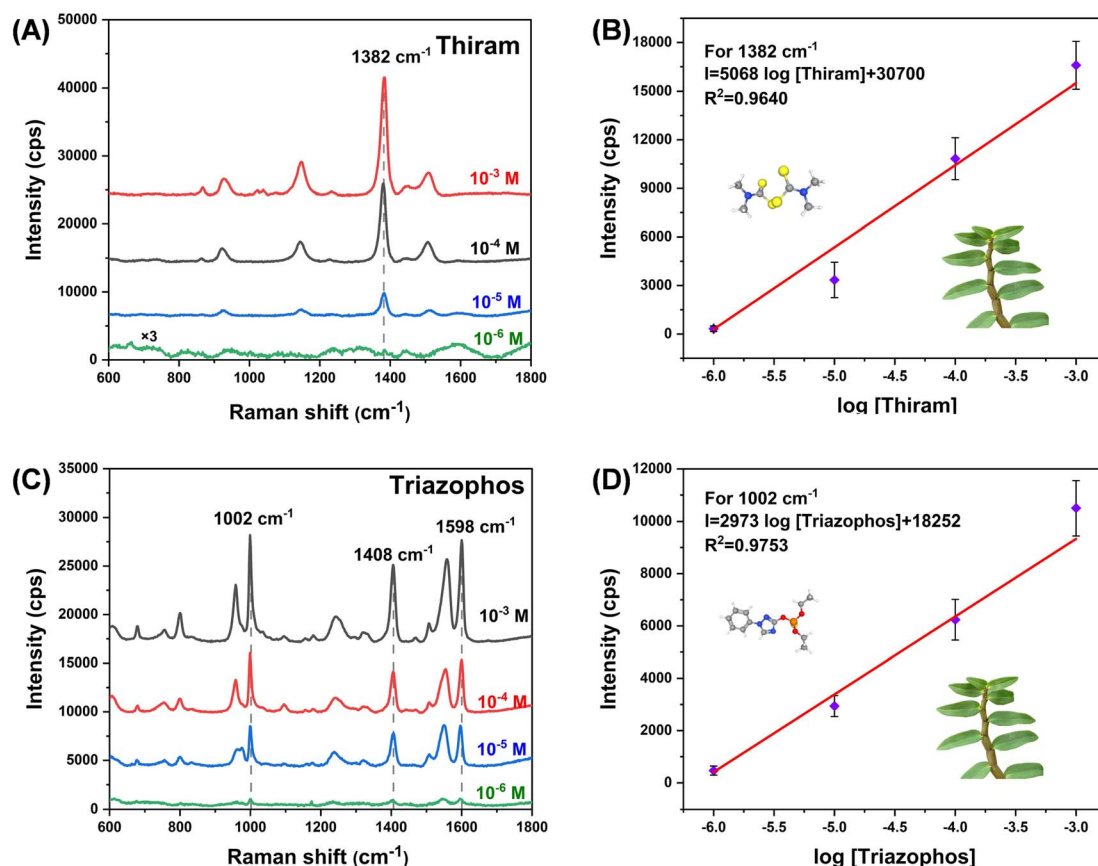 (A)
Thiram
1382 cm⁻¹
10⁻³ M
10⁻⁴ M
10⁻⁵ M
10⁻⁶ M
×3
50000
40000
30000
20000
10000
0
Intensity (cps)
600 800 1000 1200 1400 1600 1800
Raman shift (cm⁻¹)
(B)
For 1382 cm⁻¹
I=5068 log [Thiram]+30700
R²=0.9640
18000
15000
12000
9000
6000
3000
0
Intensity (cps)
-6.0 -5.5 -5.0 -4.5 -4.0 -3.5 -3.0
log [Thiram]
(C)
Triazophos
1002 cm⁻¹
1408 cm⁻¹
1598 cm⁻¹
10⁻³ M
10⁻⁴ M
10⁻⁵ M
10⁻⁶ M
35000
30000
25000
20000
15000
10000
5000
0
Intensity (cps)
600 800 1000 1200 1400 1600 1800
Raman shift (cm⁻¹)
(D)
For 1002 cm⁻¹
I=2973 log [Triazophos]+18252
R²=0.9753
12000
10000
8000
6000
4000
2000
0
Intensity (cps)
-6.0 -5.5 -5.0 -4.5 -4.0 -3.5 -3.0
log [Triazophos]